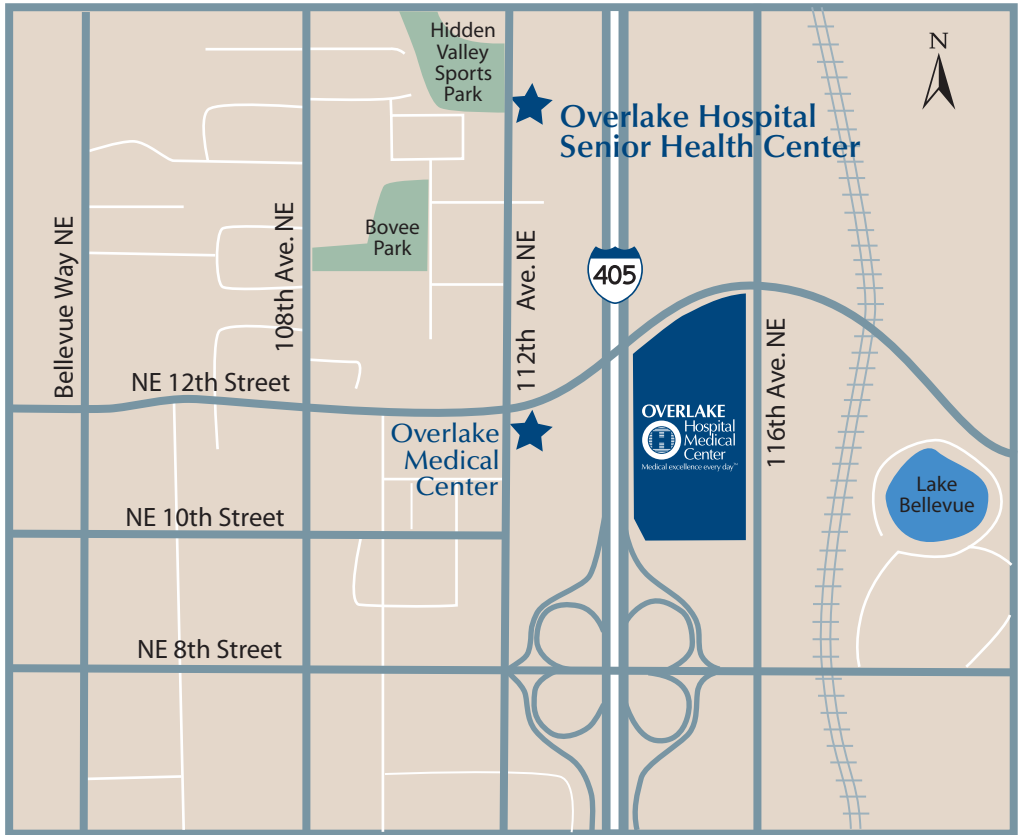 Hidden
Valley
Sports
Park
N
Overlake Hospital
Senior Health Center
Bellevue Way NE
108th Ave. NE
Bovee
Park
112th Ave. NE
405
NE 12th Street
116th Ave. NE
Overlake
Medical
Center
OVERLAKE
Hospital
Medical
Center
Medical excellence every day℠
Lake
Bellevue
NE 10th Street
NE 8th Street